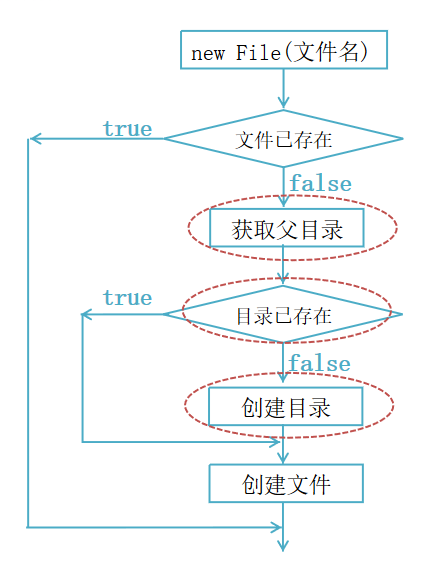 new File(文件名)
true
文件已存在
false
获取父目录
true
目录已存在
false
创建目录
创建文件